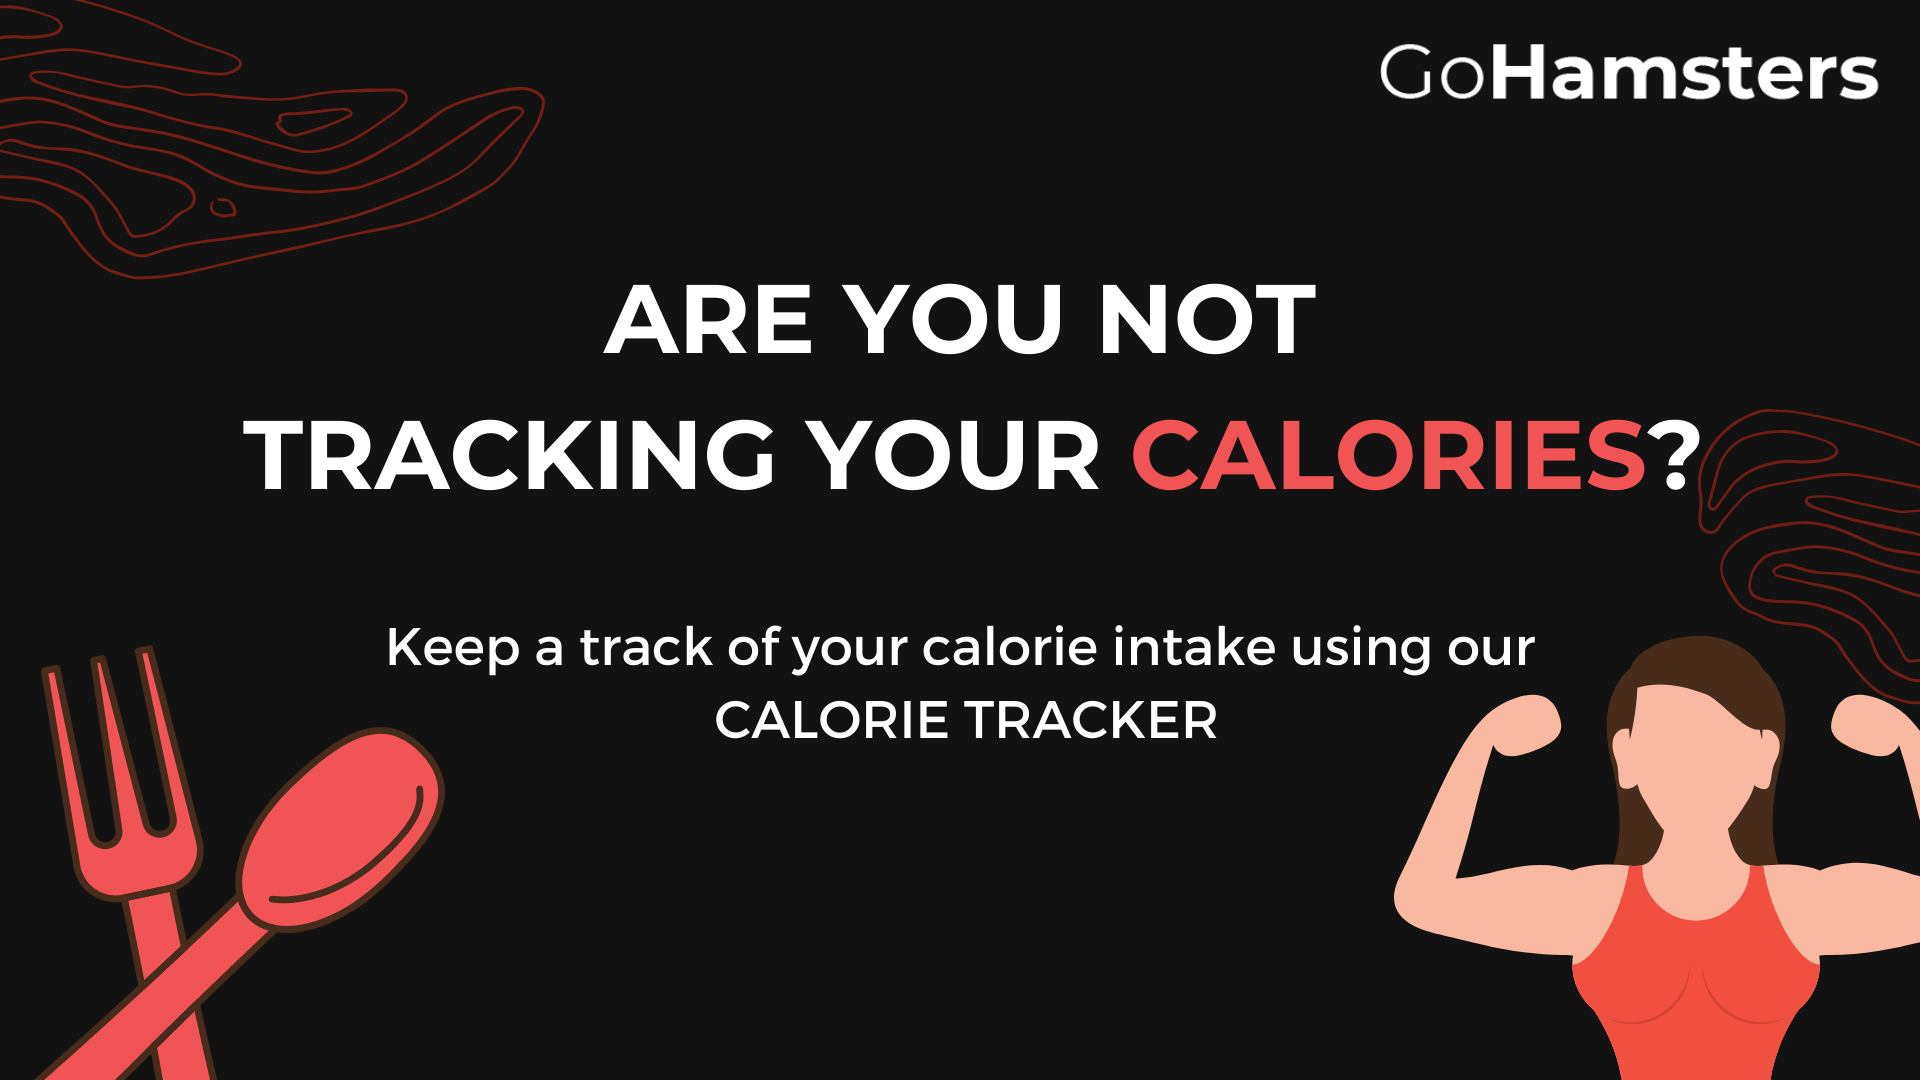 GoHamsters
ARE YOU NOT
TRACKING YOUR CALORIES?
Keep a track of your calorie intake using our
CALORIE TRACKER